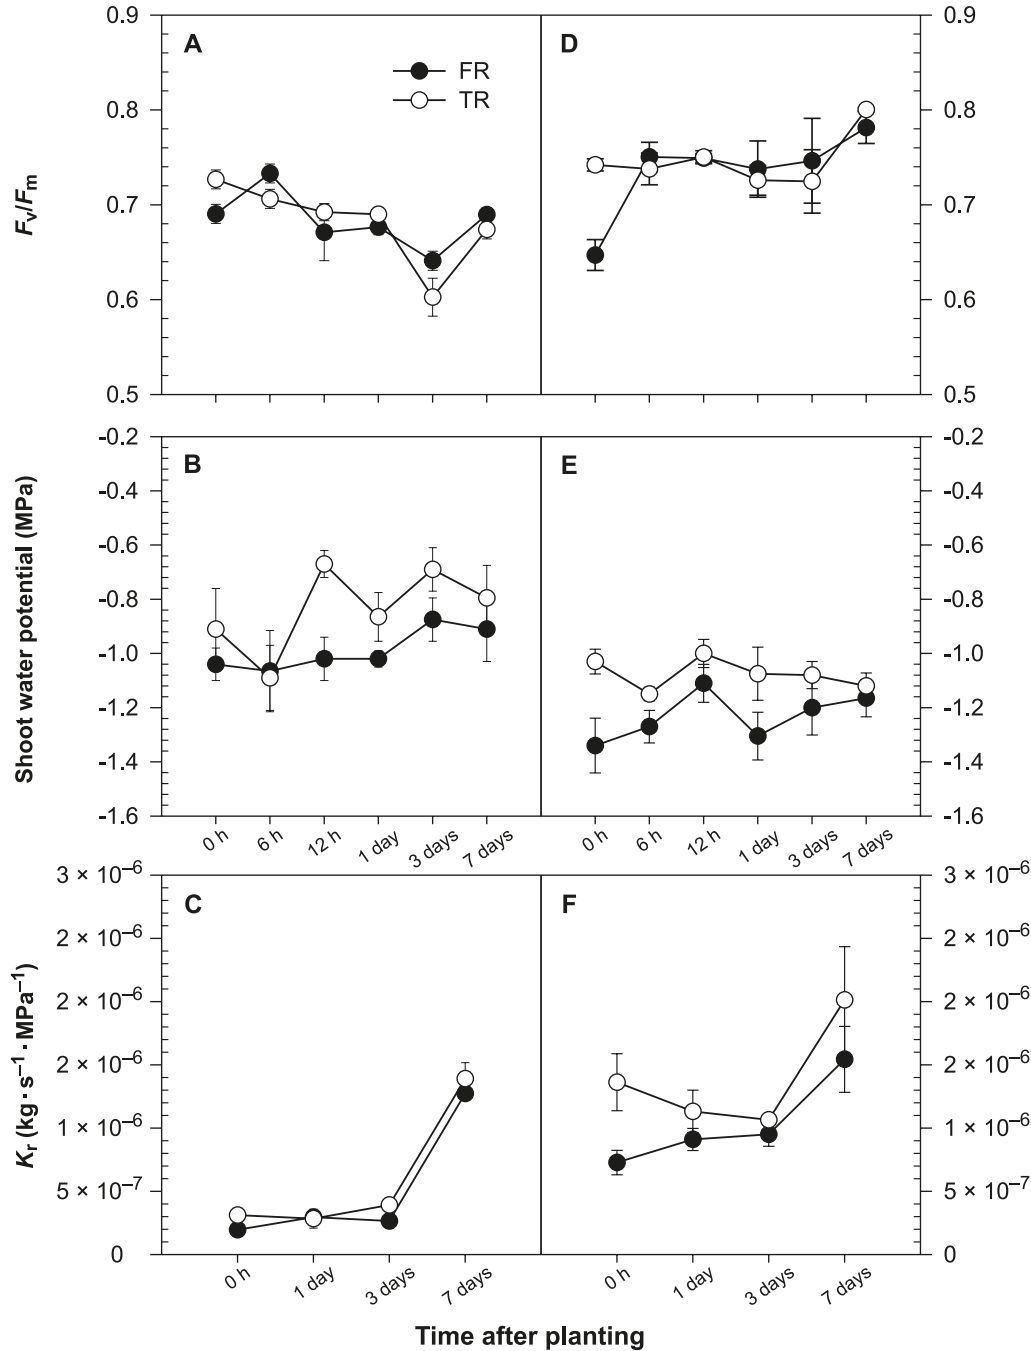 0.9
0.8
0.7
0.6
0.5
Fv/Fm
A
FR
TR
D
0.9
0.8
0.7
0.6
0.5
-0.2
-0.4
-0.6
-0.8
-1.0
-1.2
-1.4
-1.6
Shoot water potential (MPa)
B
E
-0.2
-0.4
-0.6
-0.8
-1.0
-1.2
-1.4
-1.6
0 h 6 h 12 h 1 day 3 days 7 days
0 h 6 h 12 h 1 day 3 days 7 days
3 × 10⁻⁶
2 × 10⁻⁶
2 × 10⁻⁶
2 × 10⁻⁶
1 × 10⁻⁶
5 × 10⁻⁷
0
Kr (kg · s⁻¹ · MPa⁻¹)
C
F
3 × 10⁻⁶
2 × 10⁻⁶
2 × 10⁻⁶
2 × 10⁻⁶
1 × 10⁻⁶
5 × 10⁻⁷
0
0 h 1 day 3 days 7 days
0 h 1 day 3 days 7 days
Time after planting